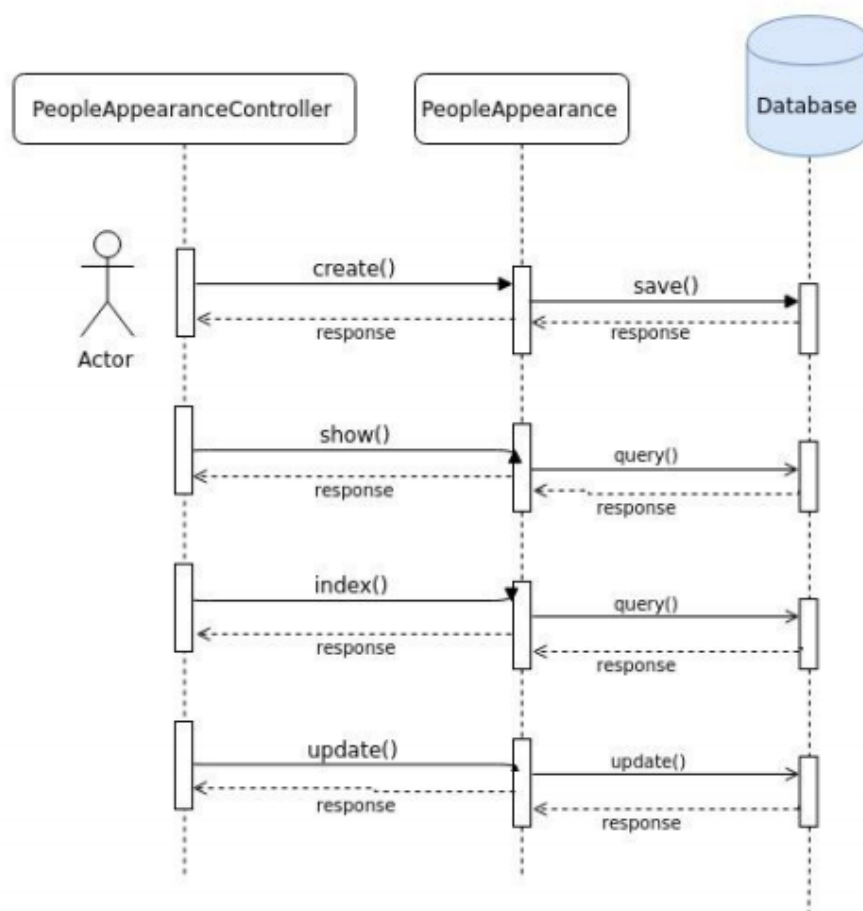 PeopleAppearanceController
PeopleAppearance
Database
Actor
create()
save()
response
response
show()
query()
response
response
index()
query()
response
response
update()
update()
response
response